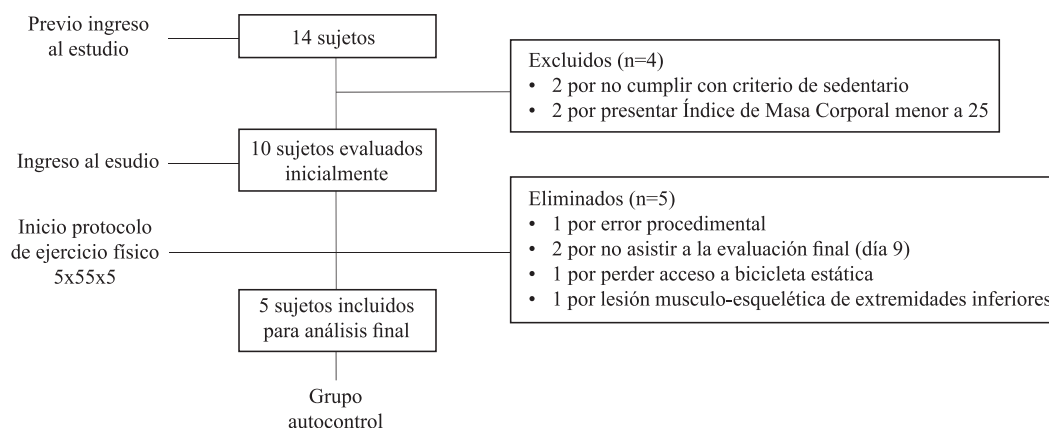 Previo ingreso
al estudio
14 sujetos
Excluidos (n=4)
• 2 por no cumplir con criterio de sedentario
• 2 por presentar Índice de Masa Corporal menor a 25
Ingreso al esudio
10 sujetos evaluados
inicialmente
Eliminados (n=5)
• 1 por error procedimental
• 2 por no asistir a la evaluación final (día 9)
• 1 por perder acceso a bicicleta estática
• 1 por lesión musculo-esquelética de extremidades inferiores
Inicio protocolo
de ejercicio físico
5x55x5
5 sujetos incluidos
para análisis final
Grupo
autocontrol